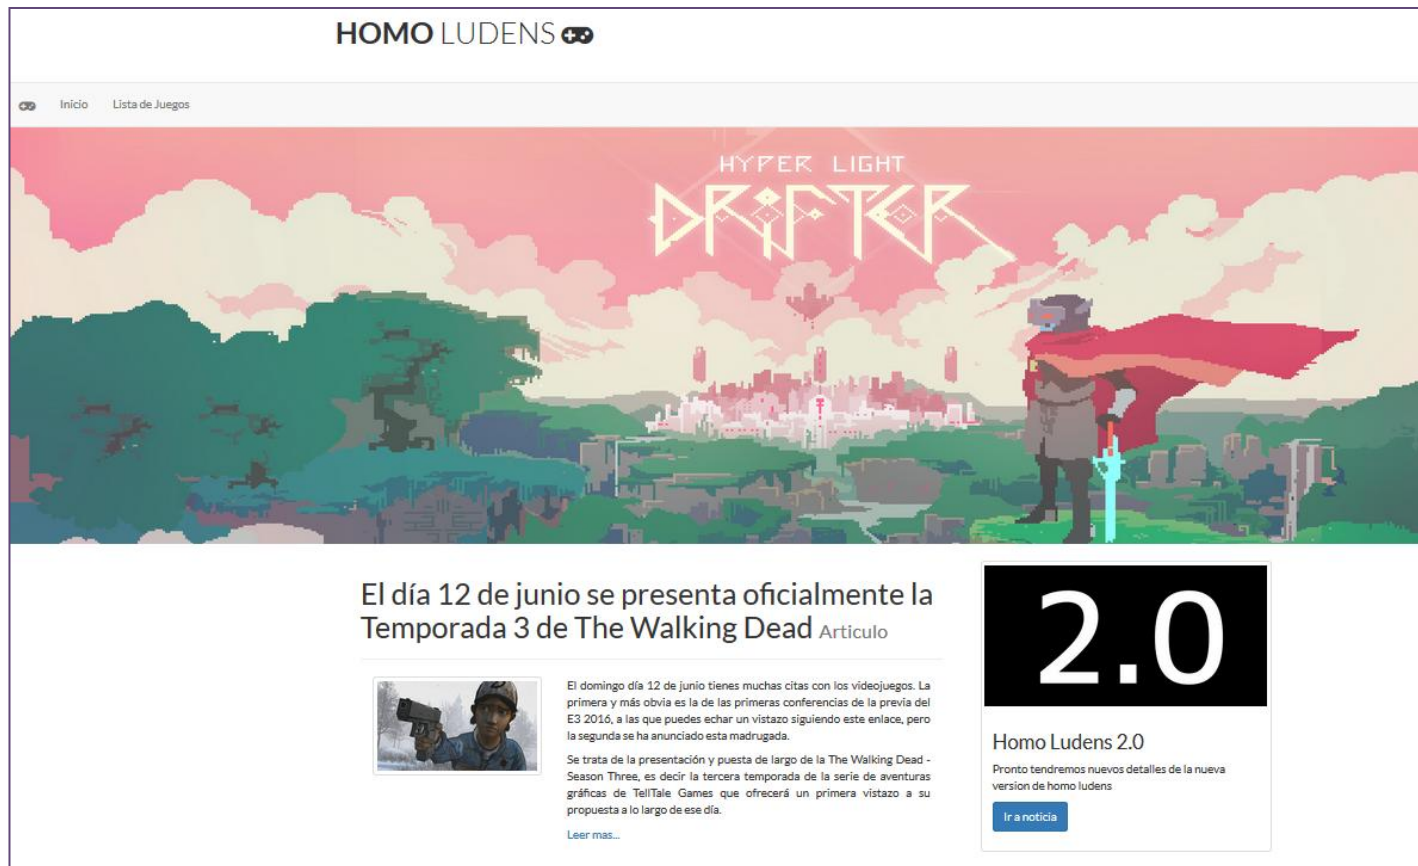 HOMO LUDENS
Inicio Lista de Juegos
HYPER LIGHT
DRIFTER
El día 12 de junio se presenta oficialmente la
Temporada 3 de The Walking Dead Articulo
El domingo día 12 de junio tienes muchas citas con los videojuegos. La
primera y más obvia es la de las primeras conferencias de la previa del
E3 2016, a las que puedes echar un vistazo siguiendo este enlace, pero
la segunda se ha anunciado esta madrugada.
Se trata de la presentación y puesta de largo de la The Walking Dead -
Season Three, es decir la tercera temporada de la serie de aventuras
gráficas de TellTale Games que ofrecerá un primera vistazo a su
propuesta a lo largo de ese día.
Leer mas...
2.0
Homo Ludens 2.0
Pronto tendremos nuevos detalles de la nueva
version de homo ludens
Ir a noticia